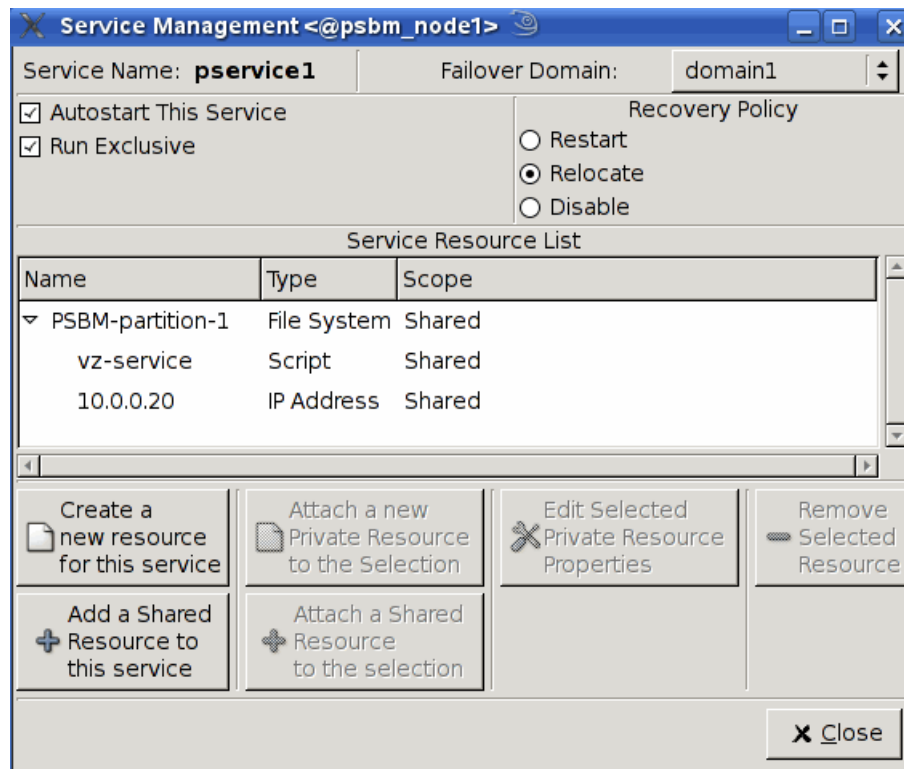 Service Management <@psbm_node1>
Service Name: pservice1 Failover Domain: domain1
Autostart This Service
Run Exclusive
Recovery Policy
Restart
Relocate
Disable
Service Resource List
Name Type Scope
PSBM-partition-1 File System Shared
vz-service Script Shared
10.0.0.20 IP Address Shared
Create a
new resource
for this service
Attach a new
Private Resource
to the Selection
Edit Selected
Private Resource
Properties
Remove
Selected
Resource
Add a Shared
Resource to
this service
Attach a Shared
Resource
to the selection
Close